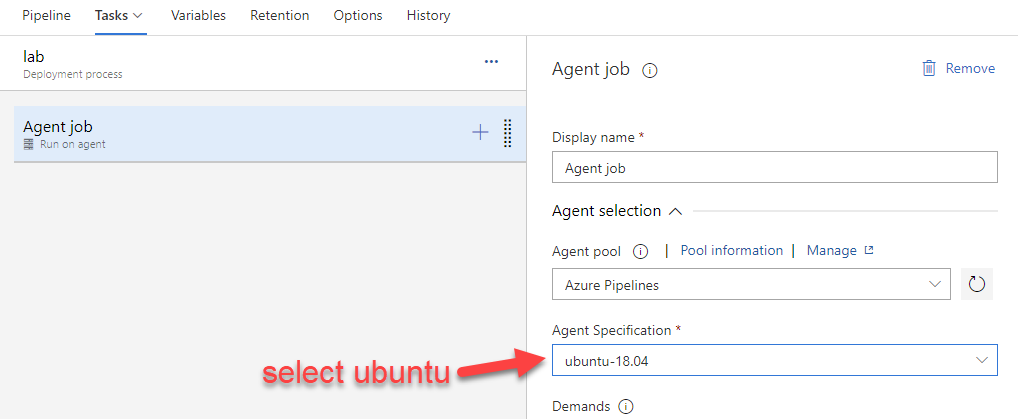 Pipeline Tasks Variables Retention Options History
lab
Deployment process
...
Agent job
Run on agent
Agent job
Remove
Display name *
Agent job
Agent selection
Agent pool | Pool information | Manage
Azure Pipelines
Agent Specification *
select ubuntu
ubuntu-18.04
Demands